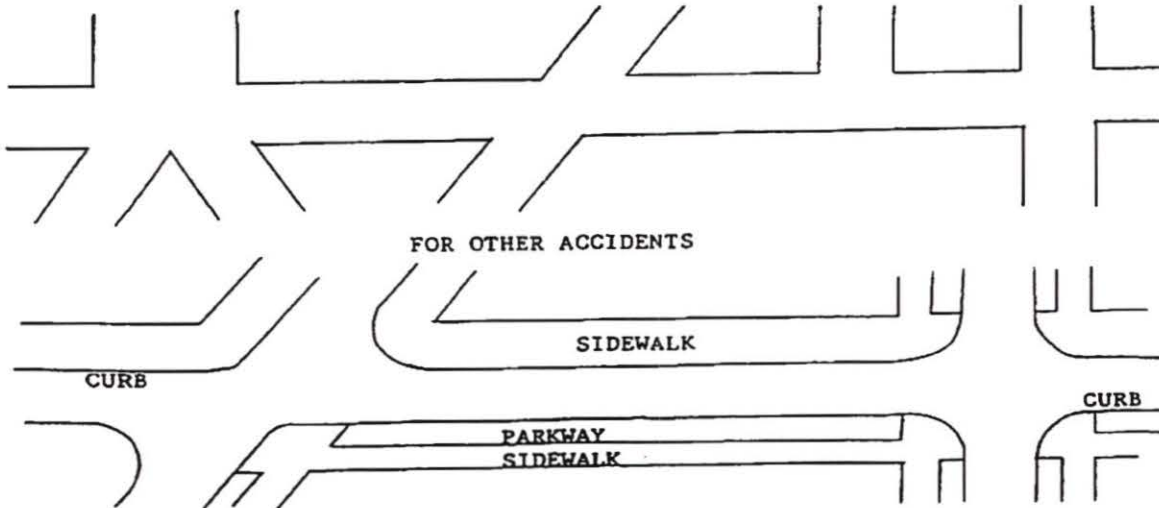 FOR OTHER ACCIDENTS
SIDEWALK
CURB
CURB
PARKWAY
SIDEWALK